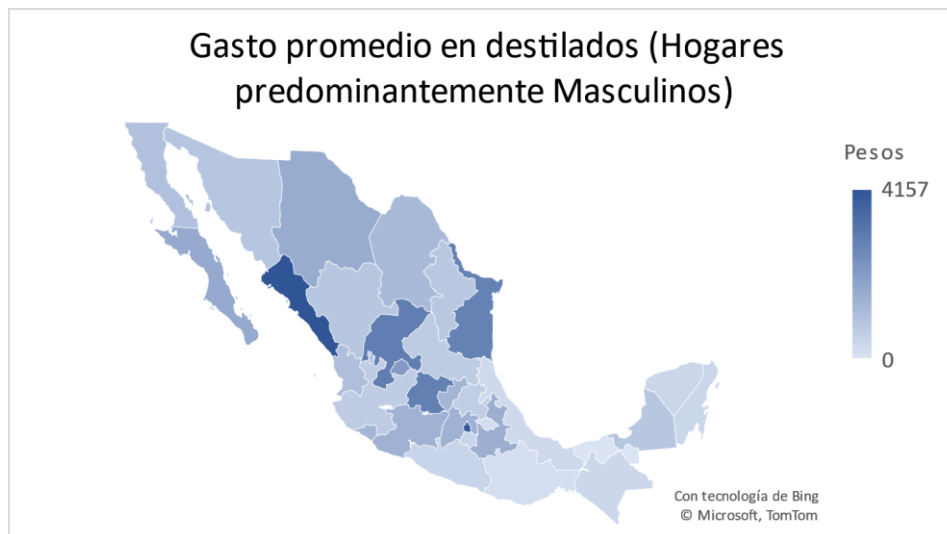 Gasto promedio en destilados (Hogares
predominantemente Masculinos)
Pesos
4157
0
Con tecnología de Bing
© Microsoft, TomTom